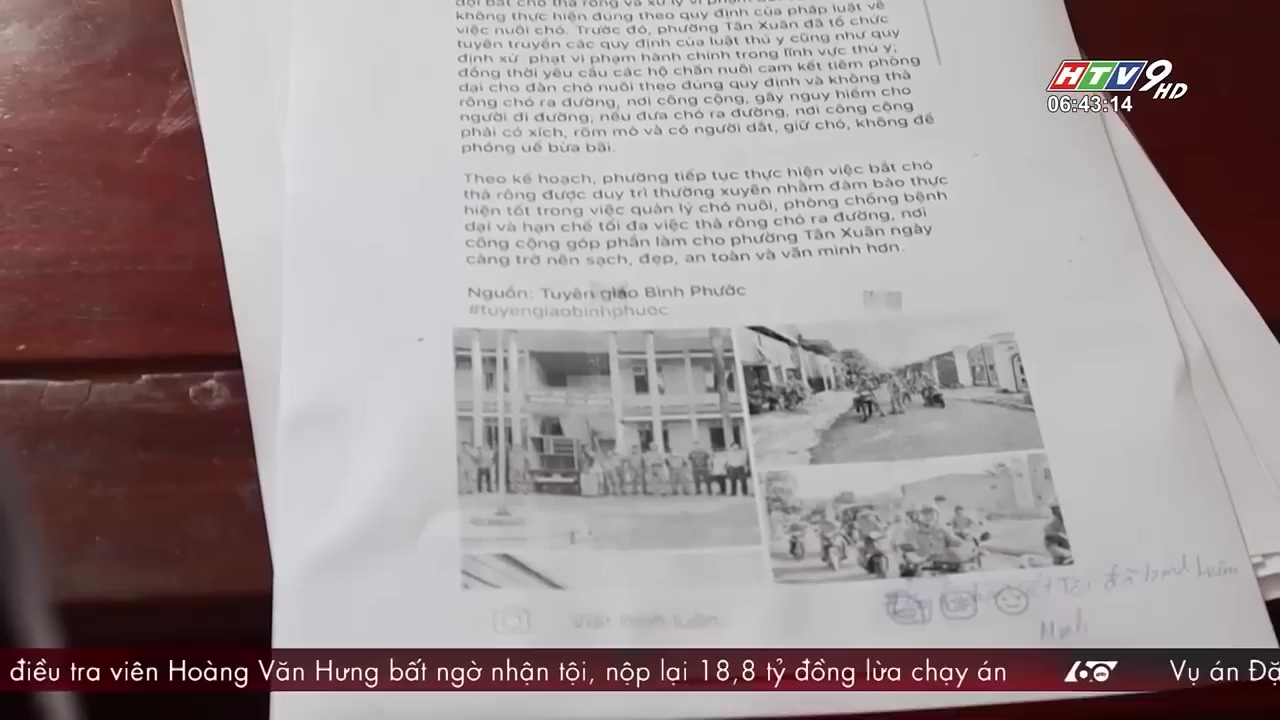 đội bắt chó thả rông và xử lý vi phạm
không thực hiện đúng theo quy định của pháp luật về
việc nuôi chó. Trước đó, phường Tân Xuân đã tổ chức
tuyên truyền các quy định của luật thú y cũng như quy
định xử phạt vi phạm hành chính trong lĩnh vực thú y;
đồng thời yêu cầu các hộ chăn nuôi cam kết tiêm phòng
dại cho đàn chó nuôi theo đúng quy định và không thả
rông chó ra đường, nơi công cộng, gây nguy hiểm cho
người đi đường; nếu đưa chó ra đường, nơi công cộng
phải có xích, rõm mò và có người dắt, giữ chó, không để
phóng uế bừa bãi.
Theo kế hoạch, phường tiếp tục thực hiện việc bắt chó
thả rông được duy trì thường xuyên nhằm đảm bảo thực
hiện tốt trong việc quản lý chó nuôi, phòng chống bệnh
dại và hạn chế tối đa việc thả rông chó ra đường, nơi
công cộng góp phần làm cho phường Tân Xuân ngày
càng trở nên sạch, đẹp, an toàn và văn minh hơn.
Nguồn: Tuyên giáo Bình Phước
#tuyengiaobinhphuoc
HTV9 HD
06:43:14
Viết bình luận...
Tôi đã bình luận
điều tra viên Hoàng Văn Hưng bất ngờ nhận tội, nộp lại 18,8 tỷ đồng lừa chạy án
60
Vụ án Đặ